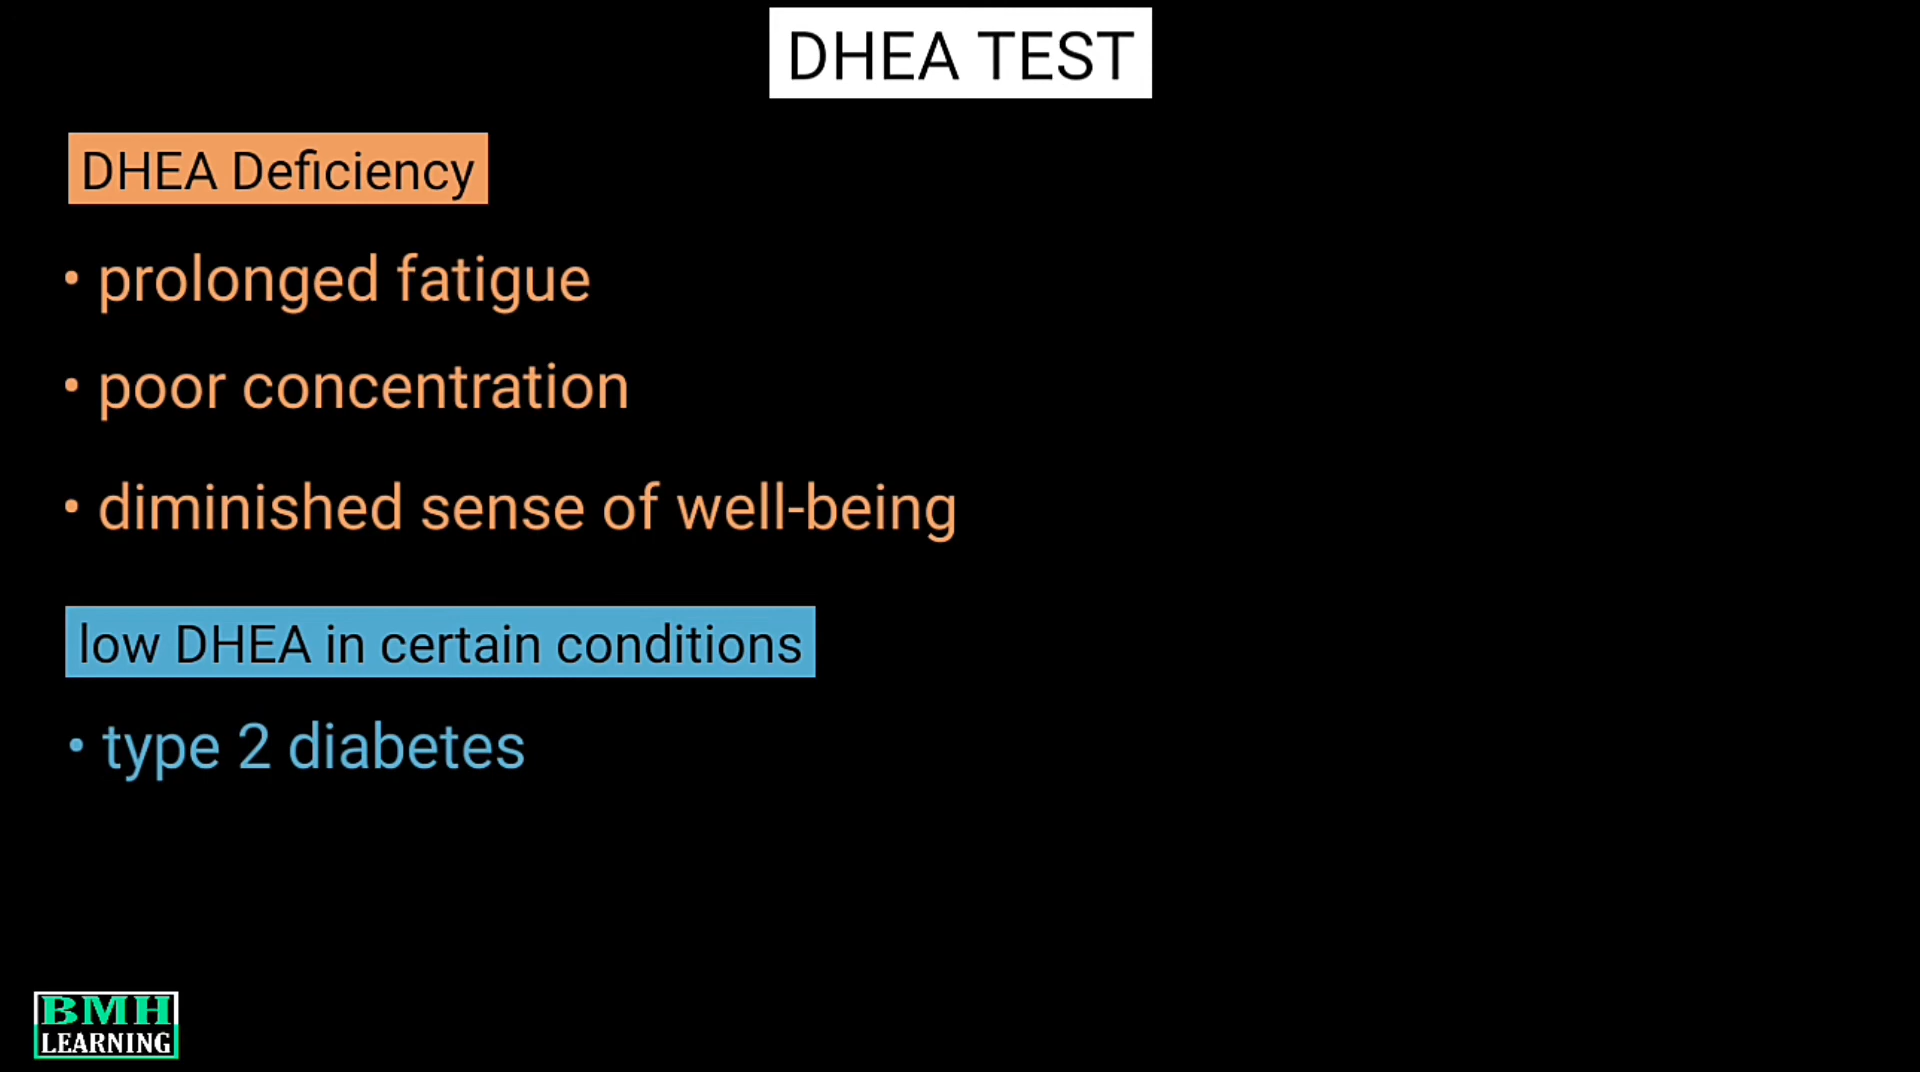 DHEA TEST
DHEA Deficiency
• prolonged fatigue
• poor concentration
• diminished sense of well-being
low DHEA in certain conditions
• type 2 diabetes
BMH
LEARNING